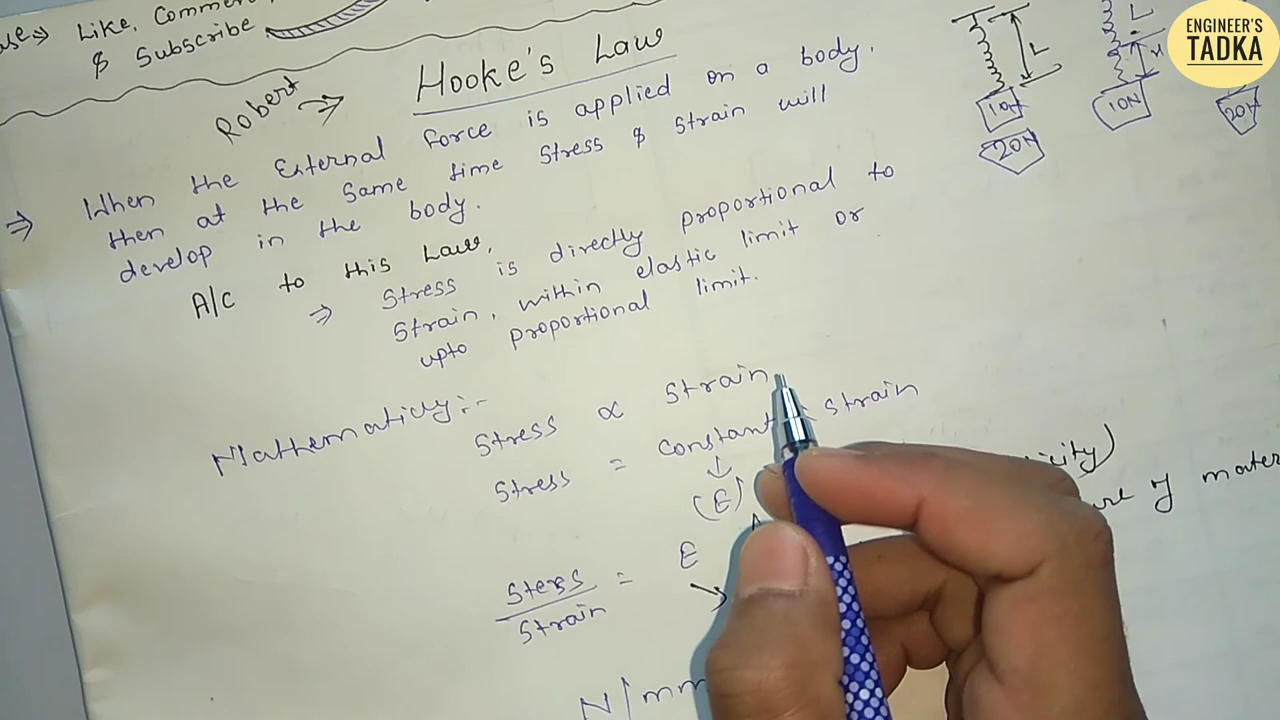 Like, Comment
& Subscribe
Robert ⇒ Hooke's Law
⇒ When the External force is applied on a body.
then at the same time stress & strain will
develop in the body.
A/c to this Law,
⇒ Stress is directly proportional to
strain, within elastic limit or
upto proportional limit.
L
10N
20N
L
x
10N
20N
ENGINEER'S
TADKA
Stress ∝ Strain
Stress = Constant strain
↓
(E)
Stress/Strain = E
N/mm